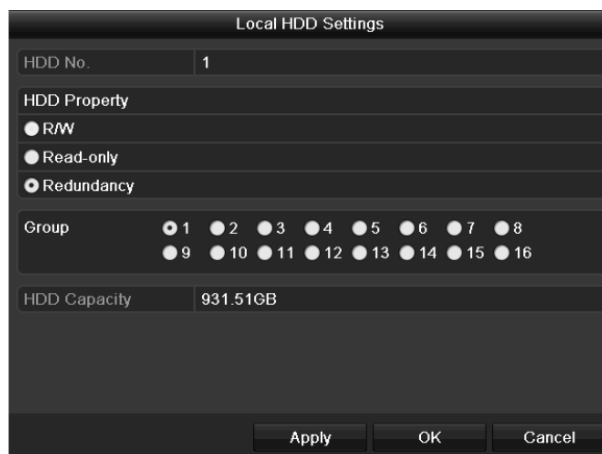 Local HDD Settings
HDD No. 1
HDD Property
R/W
Read-only
Redundancy
Group 1 2 3 4 5 6 7 8
9 10 11 12 13 14 15 16
HDD Capacity 931.51GB
Apply OK Cancel